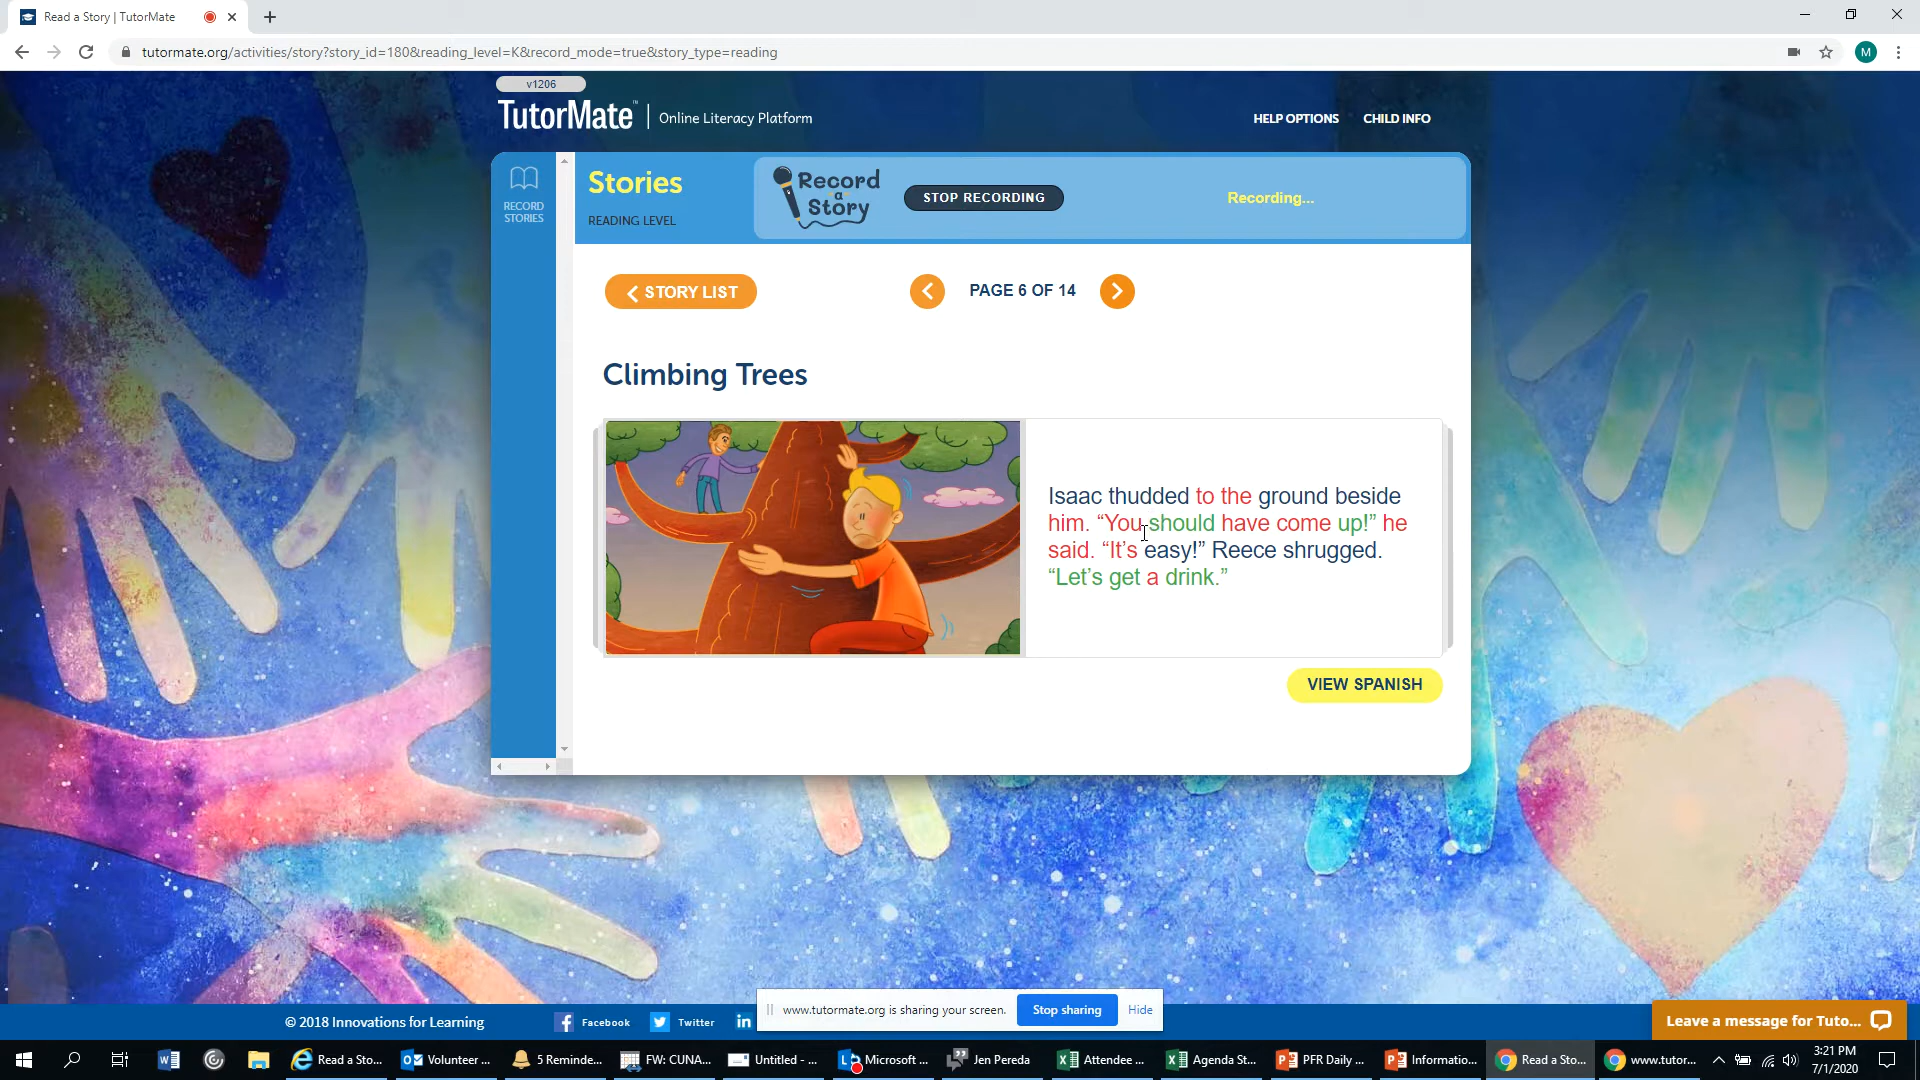 Read a Story | TutorMate
tutormate.org/activities/story?story_id=180&reading_level=K&record_mode=true&story_type=reading
M
v1206
TutorMate™ | Online Literacy Platform
HELP OPTIONS CHILD INFO
RECORD
STORIES
Stories
READING LEVEL
Record
a
Story
STOP RECORDING
Recording...
STORY LIST
PAGE 6 OF 14
Climbing Trees
Isaac thudded to the ground beside
him. “You should have come up!” he
said. “It’s easy!” Reece shrugged.
“Let’s get a drink.”
VIEW SPANISH
© 2018 Innovations for Learning
Facebook
Twitter
in
www.tutormate.org is sharing your screen.
Stop sharing
Hide
Leave a message for Tuto...
Read a Sto...
Volunteer ...
5 Reminde...
FW: CUNA...
Untitled - ...
Microsoft ...
Jen Pereda
Attendee ...
Agenda St...
PFR Daily ...
Informatio...
Read a Sto...
www.tutor...
3:21 PM
7/1/2020